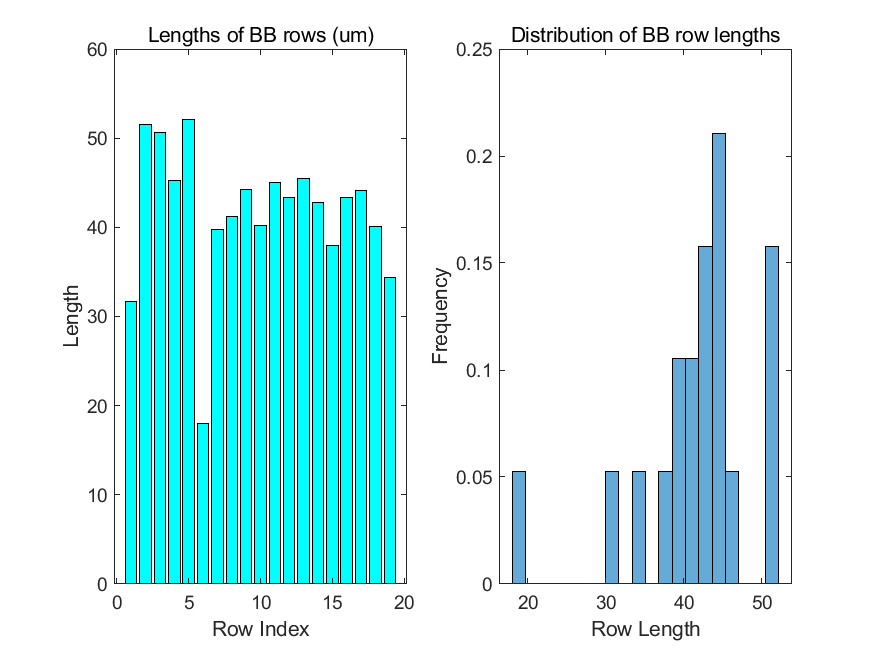 Lengths of BB rows (um)
60
50
40
30
20
10
0
Length
0 5 10 15 20
Row Index
Distribution of BB row lengths
0.25
0.2
0.15
0.1
0.05
0
Frequency
20 30 40 50
Row Length